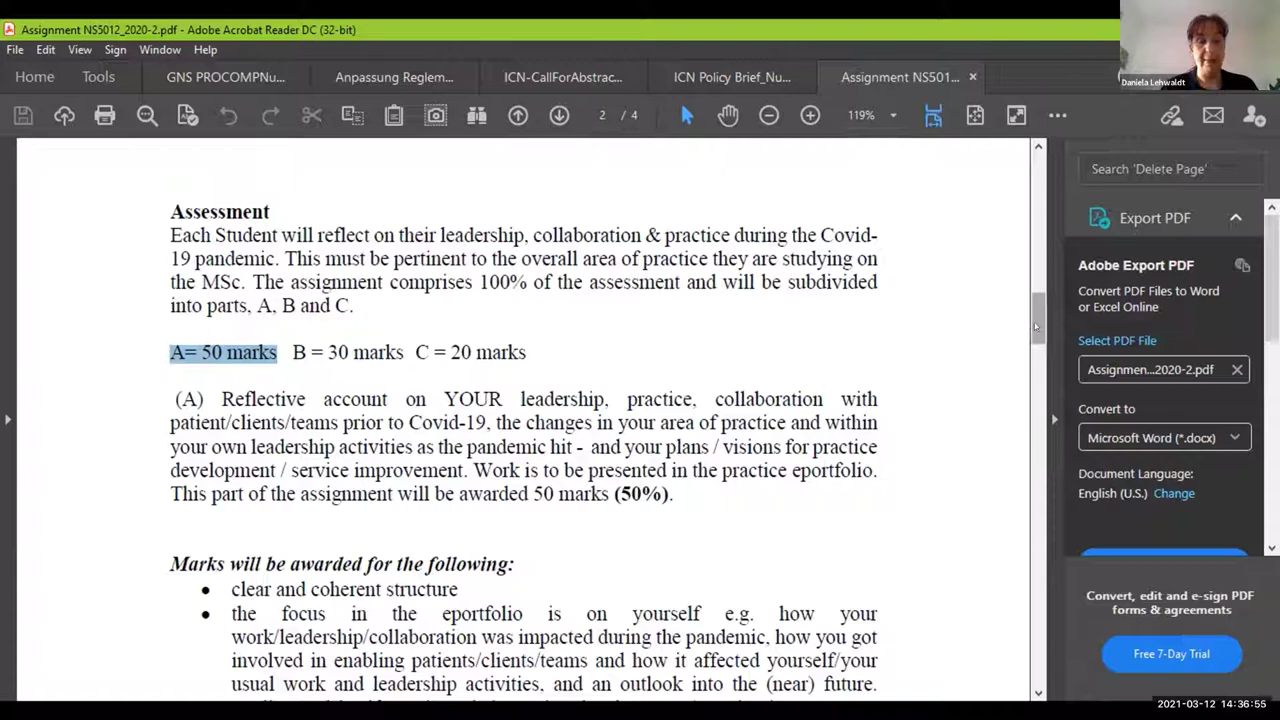 Assignment NS5012_2020-2.pdf - Adobe Acrobat Reader DC (32-bit)
File Edit View Sign Window Help
Home Tools GNS PROCOMPNu... Anpassung Reglem... ICN-CallForAbstrac... ICN Policy Brief_Nu... Assignment NS501... ×
Daniela Lehwaldt
2 / 4 119%
Search 'Delete Page'
Assessment
Each Student will reflect on their leadership, collaboration & practice during the Covid-
19 pandemic. This must be pertinent to the overall area of practice they are studying on
the MSc. The assignment comprises 100% of the assessment and will be subdivided
into parts, A, B and C.
A= 50 marks B = 30 marks C = 20 marks
(A) Reflective account on YOUR leadership, practice, collaboration with
patient/clients/teams prior to Covid-19, the changes in your area of practice and within
your own leadership activities as the pandemic hit - and your plans / visions for practice
development / service improvement. Work is to be presented in the practice eportfolio.
This part of the assignment will be awarded 50 marks (50%).
Marks will be awarded for the following:
• clear and coherent structure
• the focus in the eportfolio is on yourself e.g. how your
work/leadership/collaboration was impacted during the pandemic, how you got
involved in enabling patients/clients/teams and how it affected yourself/your
usual work and leadership activities, and an outlook into the (near) future.
Export PDF
Adobe Export PDF
Convert PDF Files to Word
or Excel Online
Select PDF File
Assignmen...2020-2.pdf
Convert to
Microsoft Word (*.docx)
Document Language:
English (U.S.) Change
Convert, edit and e-sign PDF
forms & agreements
Free 7-Day Trial
2021-03-12 14:36:55